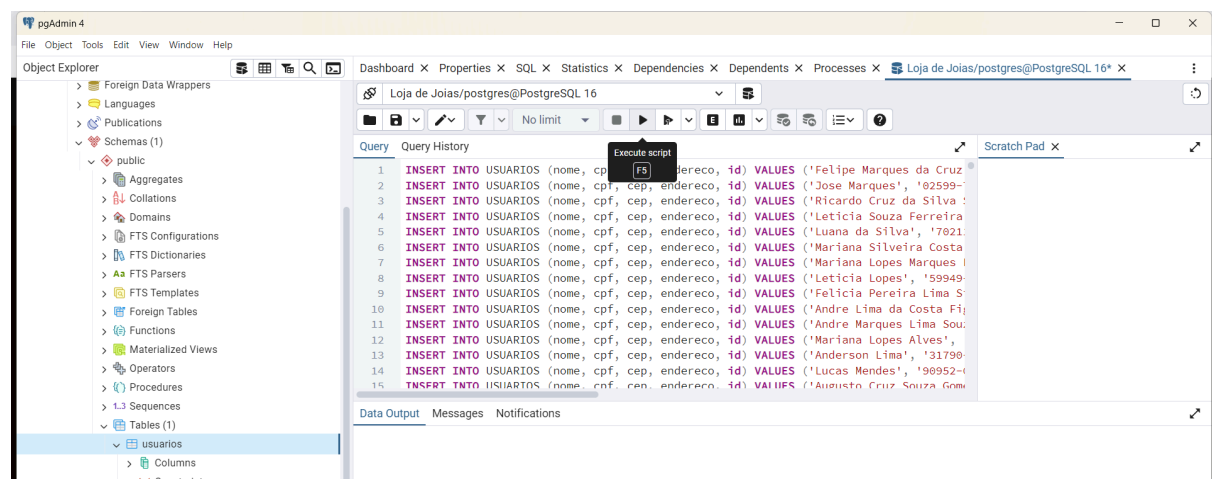 pgAdmin 4
File Object Tools Edit View Window Help
Object Explorer
Foreign Data Wrappers
Languages
Publications
Schemas (1)
public
Aggregates
Collations
Domains
FTS Configurations
FTS Dictionaries
FTS Parsers
FTS Templates
Foreign Tables
Functions
Materialized Views
Operators
Procedures
Sequences
Tables (1)
usuarios
Columns
Dashboard Properties SQL Statistics Dependencies Dependents Processes Loja de Joias/postgres@PostgreSQL 16*
Loja de Joias/postgres@PostgreSQL 16
No limit
Query Query History
Execute script
F5
Scratch Pad
1 INSERT INTO USUARIOS (nome, cp dereco, id) VALUES ('Felipe Marques da Cruz
2 INSERT INTO USUARIOS (nome, cpf, cep, endereco, id) VALUES ('Jose Marques', '02599-
3 INSERT INTO USUARIOS (nome, cpf, cep, endereco, id) VALUES ('Ricardo Cruz da Silva
4 INSERT INTO USUARIOS (nome, cpf, cep, endereco, id) VALUES ('Leticia Souza Ferreira
5 INSERT INTO USUARIOS (nome, cpf, cep, endereco, id) VALUES ('Luana da Silva', '7021
6 INSERT INTO USUARIOS (nome, cpf, cep, endereco, id) VALUES ('Mariana Silveira Costa
7 INSERT INTO USUARIOS (nome, cpf, cep, endereco, id) VALUES ('Mariana Lopes Marques
8 INSERT INTO USUARIOS (nome, cpf, cep, endereco, id) VALUES ('Leticia Lopes', '59949-
9 INSERT INTO USUARIOS (nome, cpf, cep, endereco, id) VALUES ('Felicia Pereira Lima
10 INSERT INTO USUARIOS (nome, cpf, cep, endereco, id) VALUES ('Andre Lima da Costa
11 INSERT INTO USUARIOS (nome, cpf, cep, endereco, id) VALUES ('Andre Marques Lima
12 INSERT INTO USUARIOS (nome, cpf, cep, endereco, id) VALUES ('Mariana Lopes Alves',
13 INSERT INTO USUARIOS (nome, cpf, cep, endereco, id) VALUES ('Anderson Lima', '31790-
14 INSERT INTO USUARIOS (nome, cpf, cep, endereco, id) VALUES ('Lucas Mendes', '90952-
15 INSERT INTO USUARIOS (nome, cpf, cep, endereco, id) VALUES ('Augusto Cruz Souza
Data Output Messages Notifications